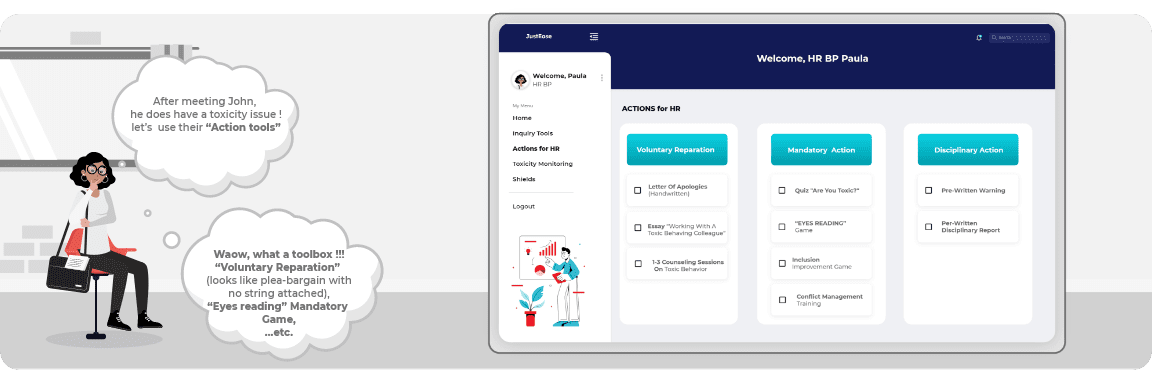 After meeting John,
he does have a toxicity issue !
let's  use their "Action tools"
Waow, what a toolbox !!!
"Voluntary Reparation"
(looks like plea-bargain with
no string attached),
"Eyes reading" Mandatory
Game,
...etc.
JustEase
Welcome, HR BP Paula
Welcome, Paula
HR BP
My Menu
Home
Inquiry Tools
Actions for HR
Toxicity Monitoring
Shields
Logout
ACTIONS for HR
Voluntary Reparation
Letter Of Apologies
(Handwritten)
Essay "Working With A
Toxic Behaving Colleague"
1-3 Counseling Sessions
On Toxic Behavior
Mandatory  Action
Quiz "Are You Toxic?"
"EYES READING"
Game
Inclusion
Improvement Game
Conflict Management
Training
Disciplinary Action
Pre-Written Warning
Per-Written
Disciplinary Report